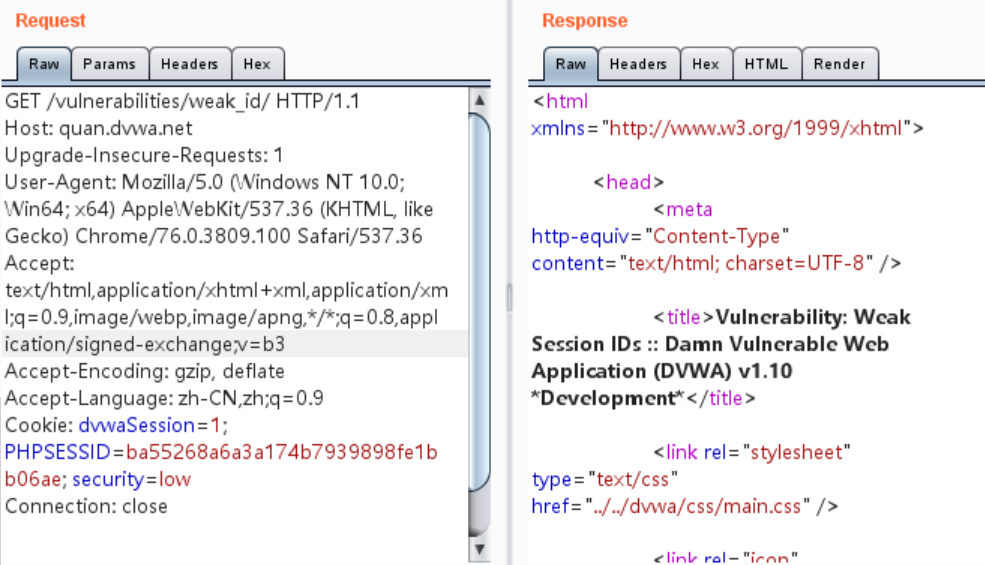 Request
Raw
Params
Headers
Hex
GET /vulnerabilities/weak_id/ HTTP/1.1
Host: quan.dvwa.net
Upgrade-Insecure-Requests: 1
User-Agent: Mozilla/5.0 (Windows NT 10.0;
Win64; x64) AppleWebKit/537.36 (KHTML, like
Gecko) Chrome/76.0.3809.100 Safari/537.36
Accept:
text/html,application/xhtml+xml,application/xm
l;q=0.9,image/webp,image/apng,*/*;q=0.8,appl
ication/signed-exchange;v=b3
Accept-Encoding: gzip, deflate
Accept-Language: zh-CN,zh;q=0.9
Cookie: dvwaSession=1;
PHPSESSID=ba55268a6a3a174b7939898fe1b
b06ae; security=low
Connection: close
Response
Raw
Headers
Hex
HTML
Render
<html
xmlns="http://www.w3.org/1999/xhtml">
<head>
<meta
http-equiv="Content-Type"
content="text/html; charset=UTF-8" />
<title>Vulnerability: Weak
Session IDs :: Damn Vulnerable Web
Application (DVWA) v1.10
*Development*</title>
<link rel="stylesheet"
type="text/css"
href="../../dvwa/css/main.css" />
<link rel="icon"